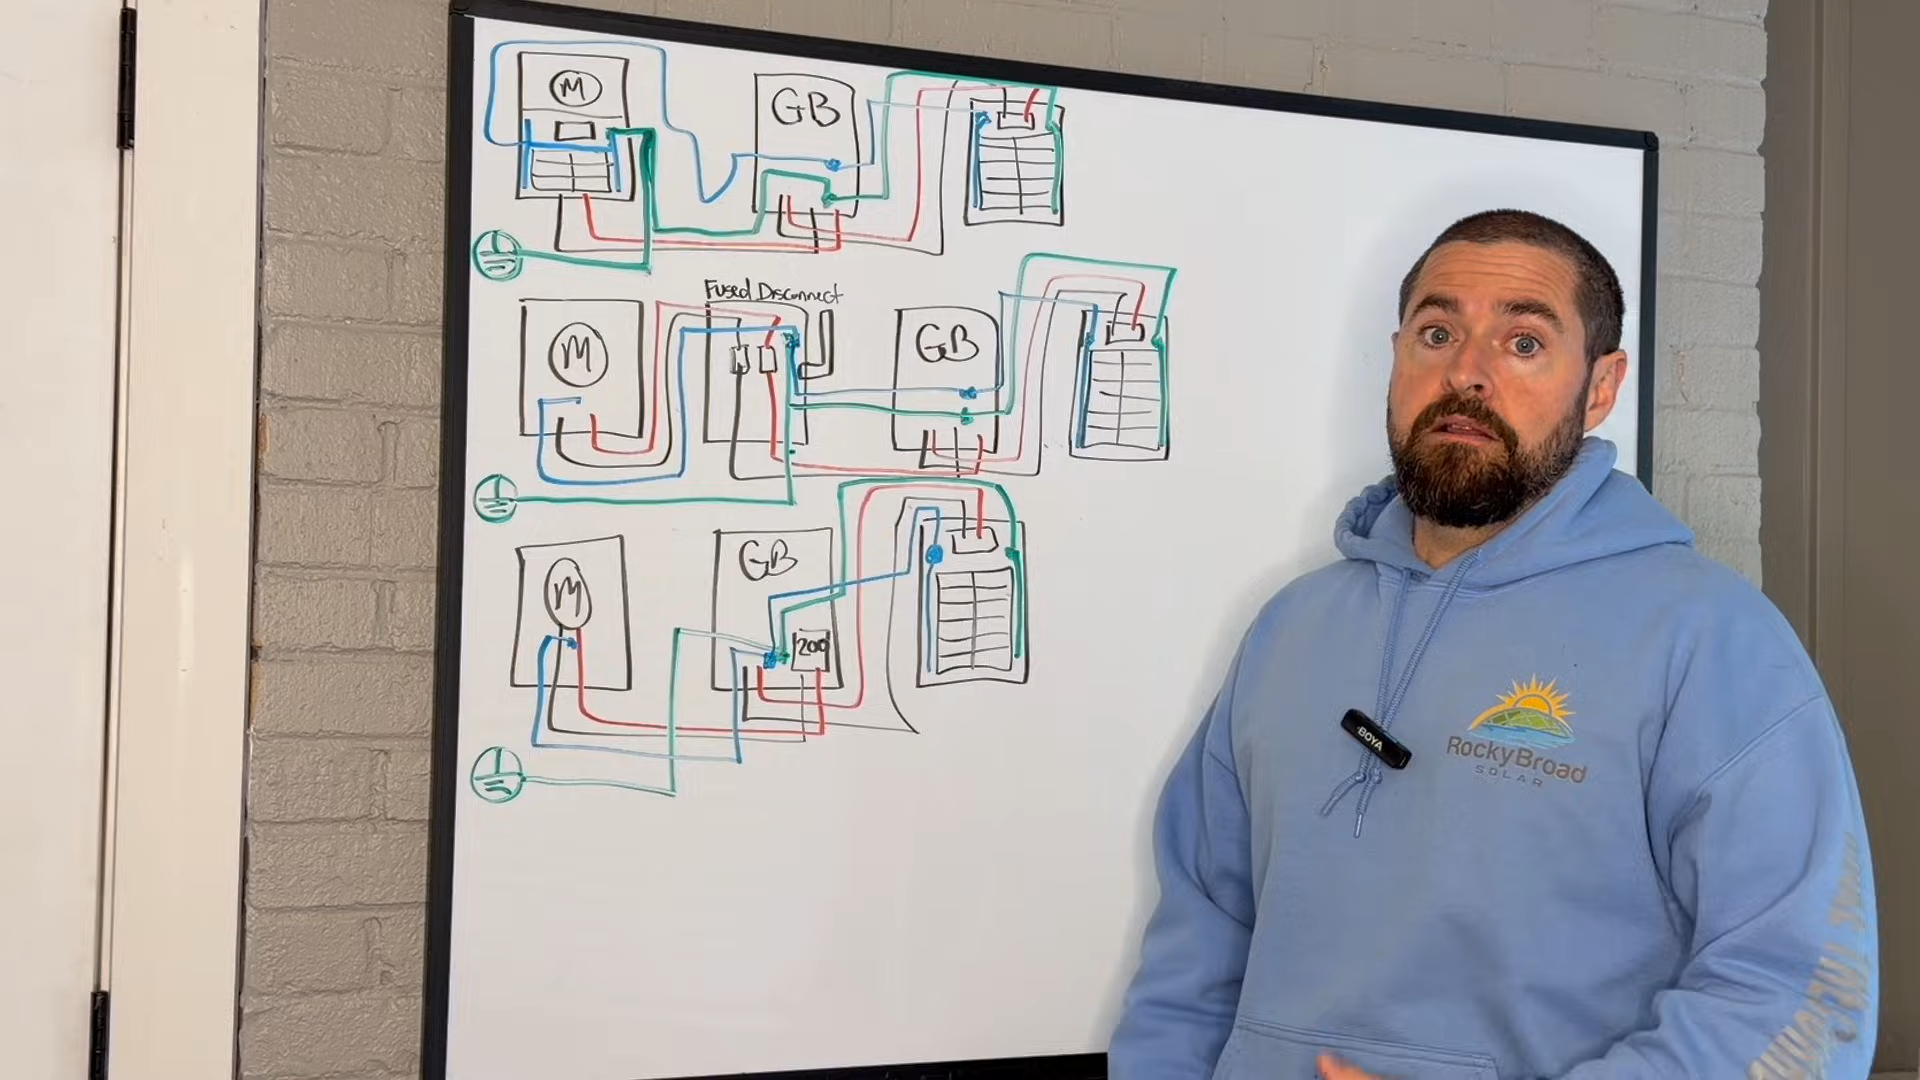 M
GB
Fused Disconnect
M
GB
M
GB
200
BOYA
RockyBroad
SOLAR